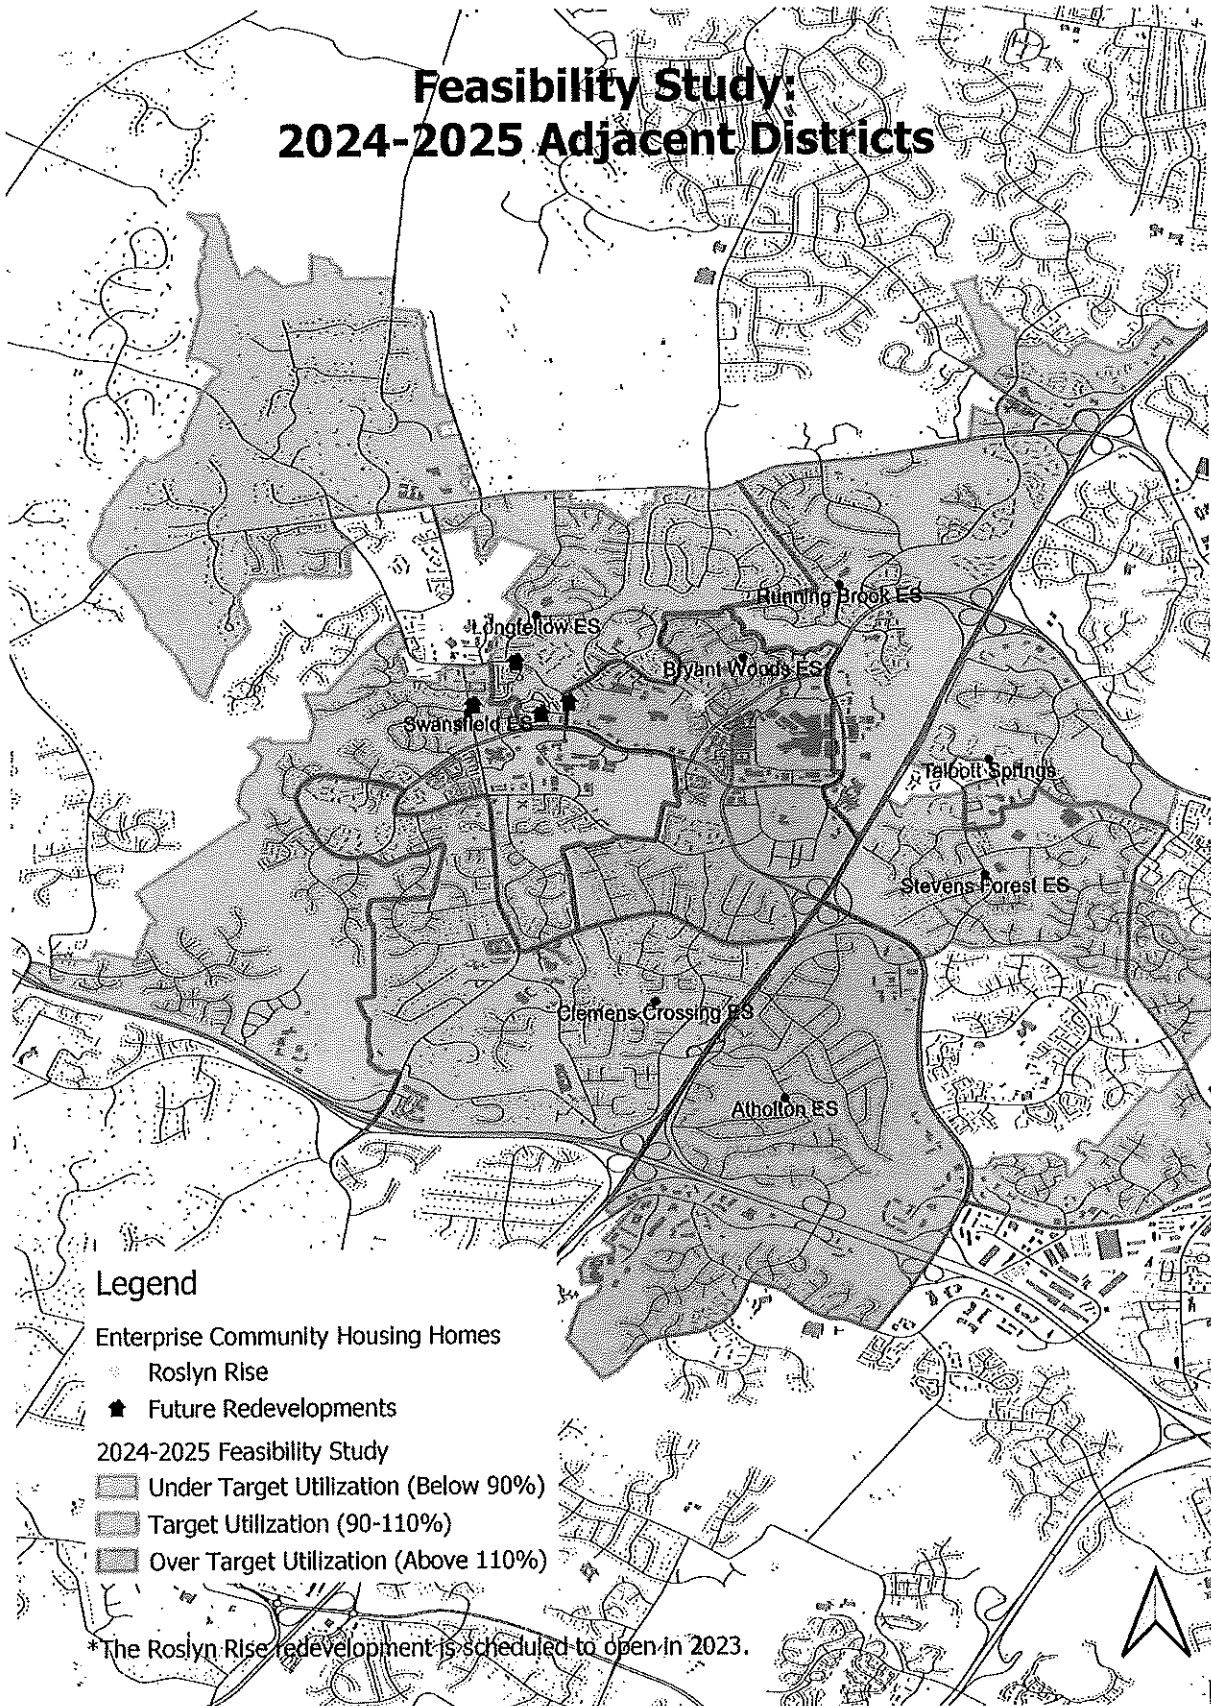 Feasibility Study:
2024-2025 Adjacent Districts
Running Brook ES
Longfellow ES
Bryant Woods ES
Swansfield ES
Talbott Springs
Stevens Forest ES
Clemens Crossing ES
Atholton ES
Legend
Enterprise Community Housing Homes
Roslyn Rise
Future Redevelopments
2024-2025 Feasibility Study
Under Target Utilization (Below 90%)
Target Utilization (90-110%)
Over Target Utilization (Above 110%)
*The Roslyn Rise redevelopment is scheduled to open in 2023.